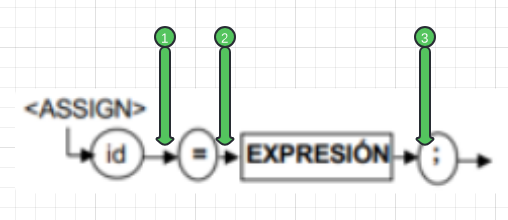 1 2 3
<ASSIGN>
id = EXPRESIÓN ;